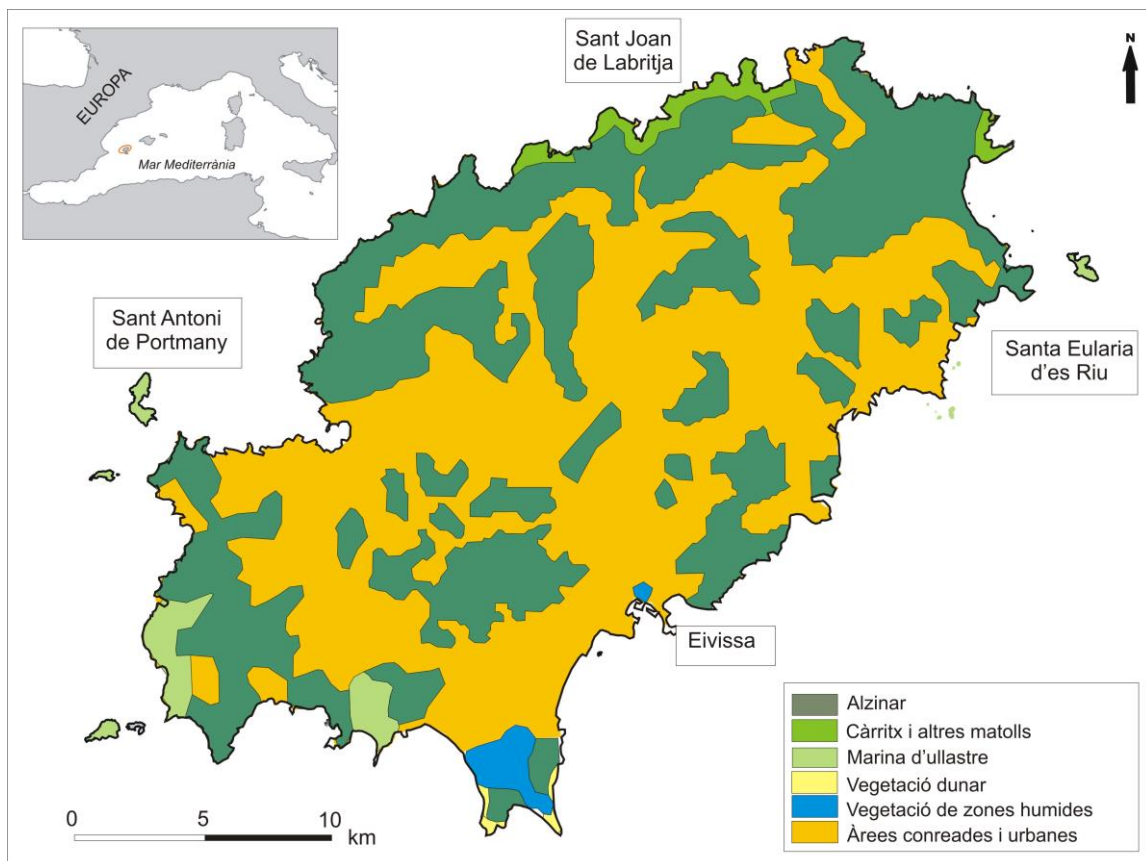 EUROPA
Mar Mediterrània
Sant Joan
de Labritja
N
Sant Antoni
de Portmany
Santa Eularia
d'es Riu
Eivissa
Alzinar
Càrritx i altres matolls
Marina d'ullastre
Vegetació dunar
Vegetació de zones humides
Àrees conreades i urbanes
0 5 10
km